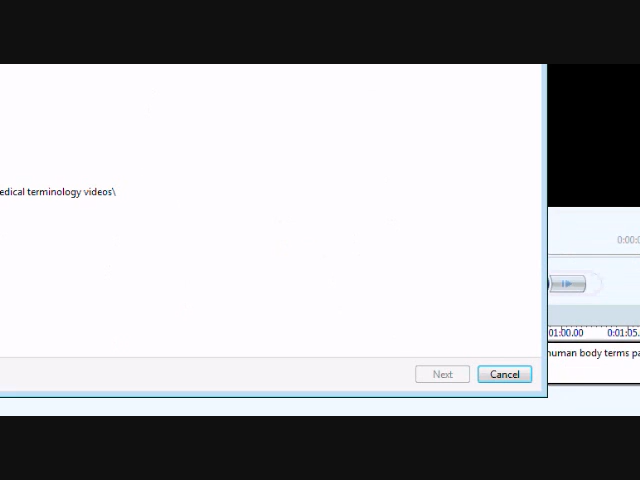 edical terminology videos\
0:00:0
01:00.00 0:01:05.
human body terms pa
Next Cancel